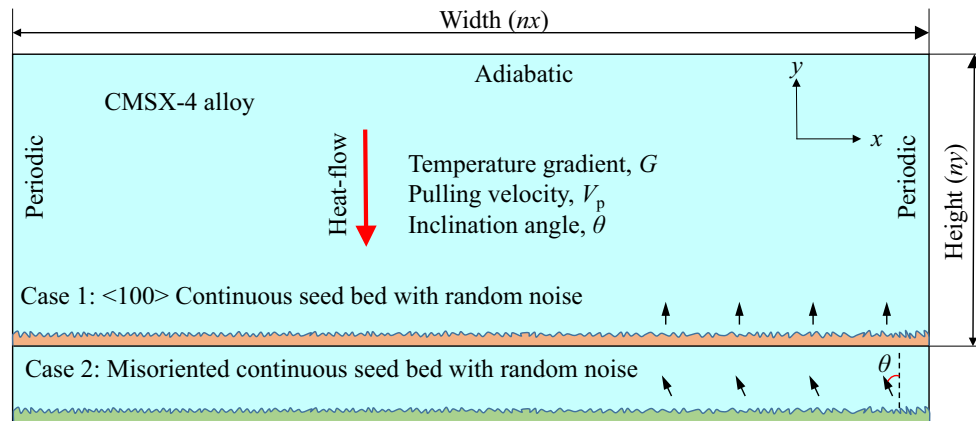 Width (nx)
Adiabatic
y
CMSX-4 alloy
x
Periodic
Heat-flow
Temperature gradient, G
Pulling velocity, Vp
Inclination angle, θ
Periodic
Height (ny)
Case 1: <100> Continuous seed bed with random noise
Case 2: Misoriented continuous seed bed with random noise
θ